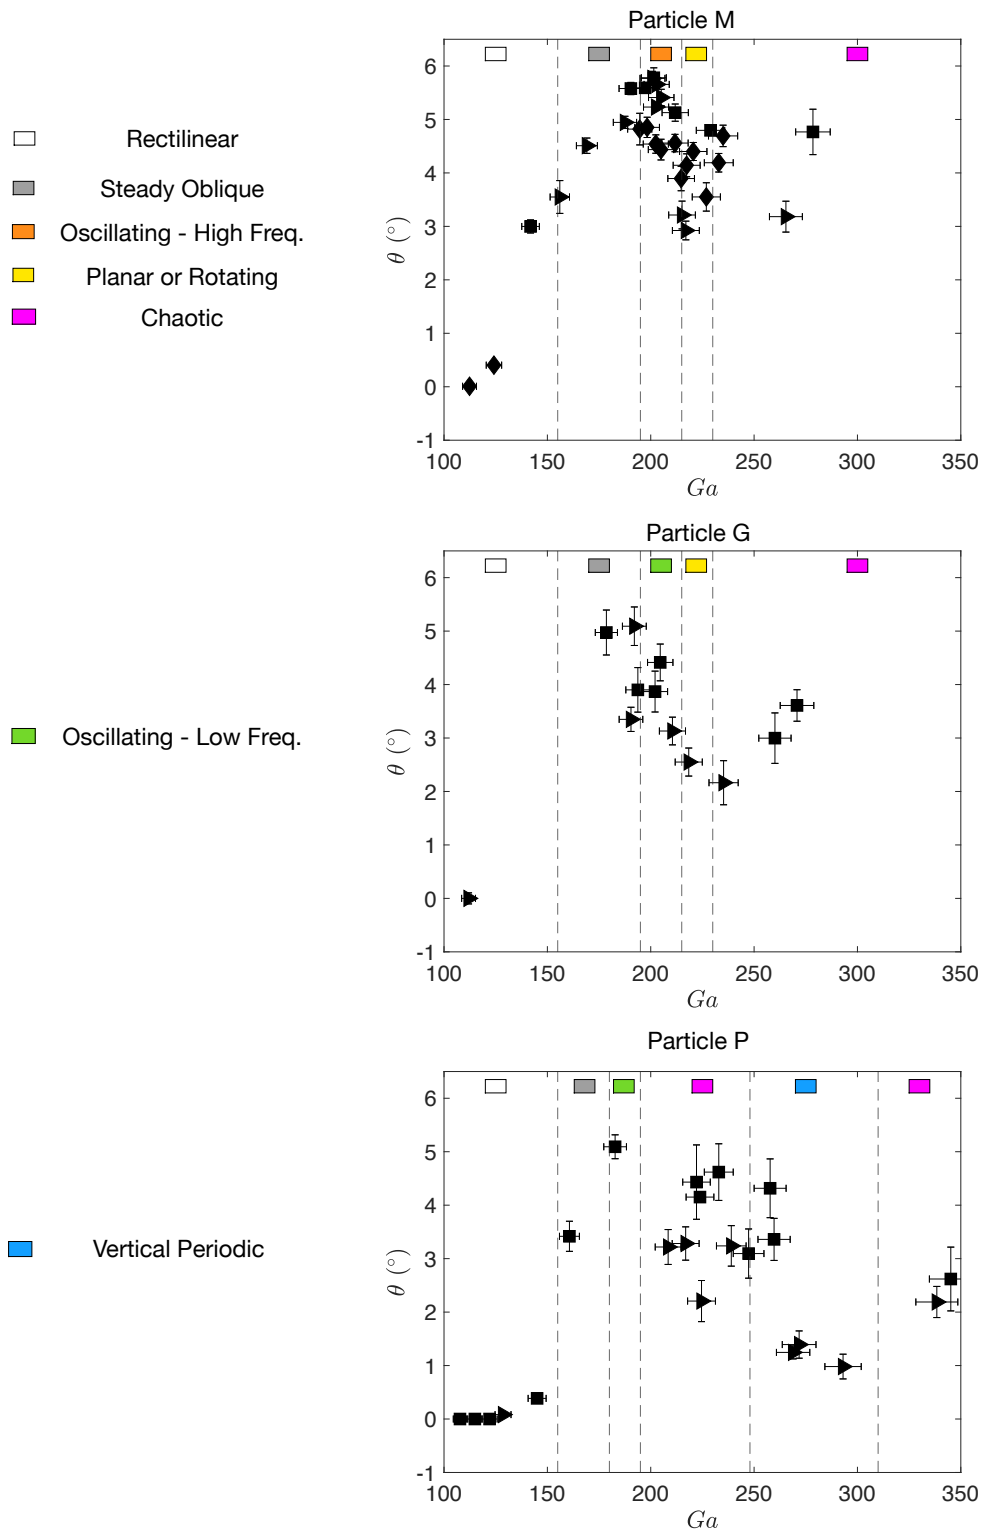 Particle M
Rectilinear
Steady Oblique
Oscillating - High Freq.
Planar or Rotating
Chaotic
6
5
4
3
2
1
0
-1
θ (°)
100 150 200 250 300 350
Ga
Particle G
Oscillating - Low Freq.
6
5
4
3
2
1
0
-1
θ (°)
100 150 200 250 300 350
Ga
Particle P
Vertical Periodic
6
5
4
3
2
1
0
-1
θ (°)
100 150 200 250 300 350
Ga